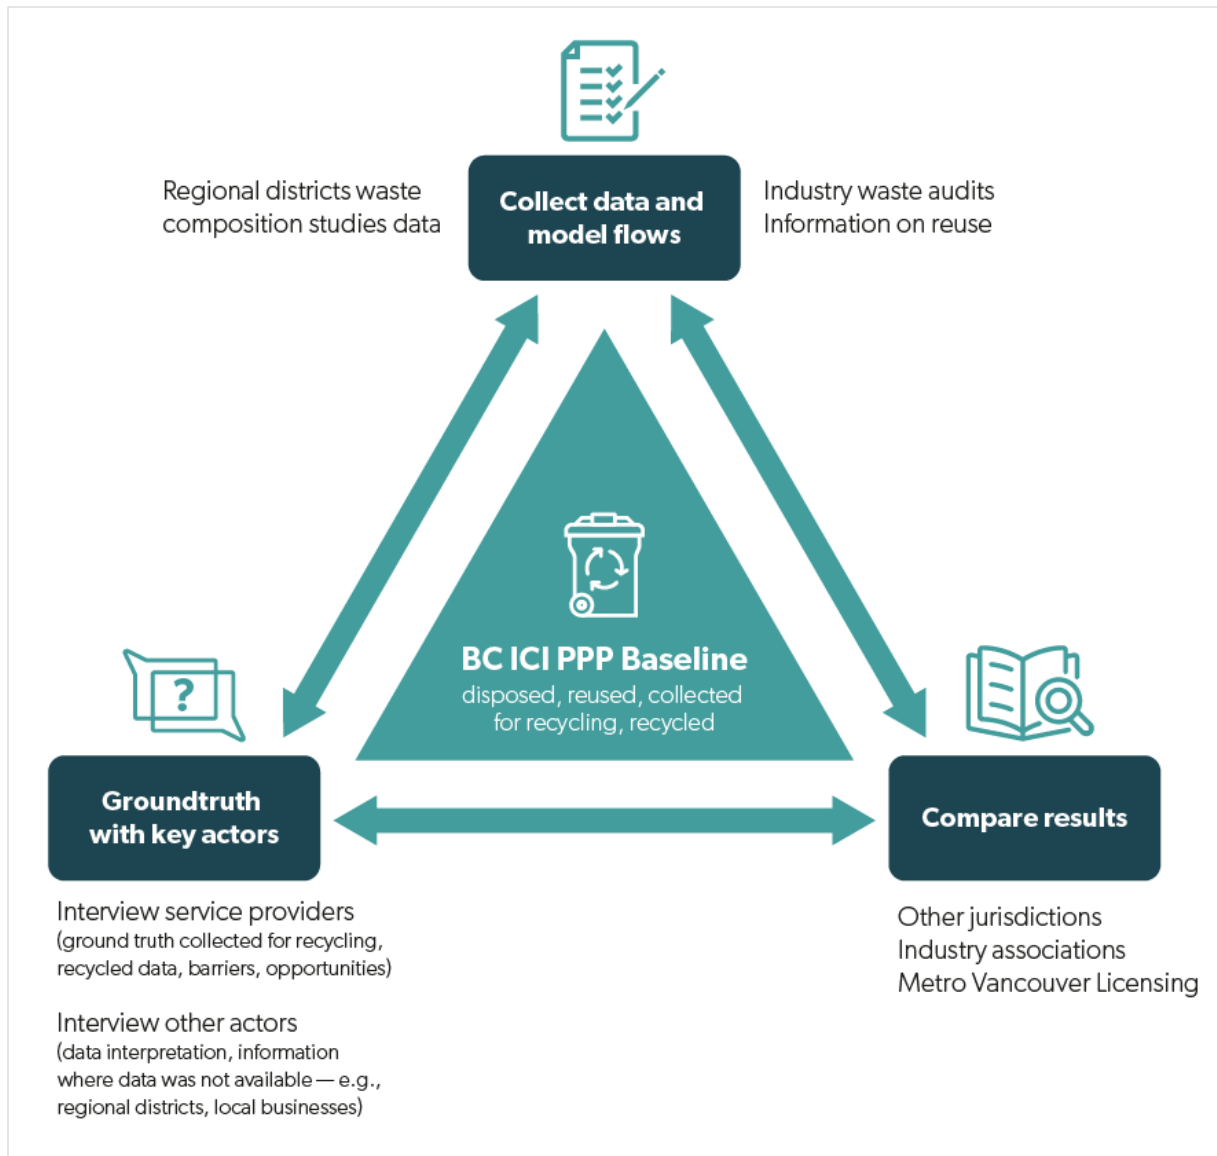 Regional districts waste
composition studies data
Collect data and
model flows
Industry waste audits
Information on reuse
?
BC ICI PPP Baseline
disposed, reused, collected
for recycling, recycled
Groundtruth
with key actors
Interview service providers
(ground truth collected for recycling,
recycled data, barriers, opportunities)
Interview other actors
(data interpretation, information
where data was not available — e.g.,
regional districts, local businesses)
Compare results
Other jurisdictions
Industry associations
Metro Vancouver Licensing